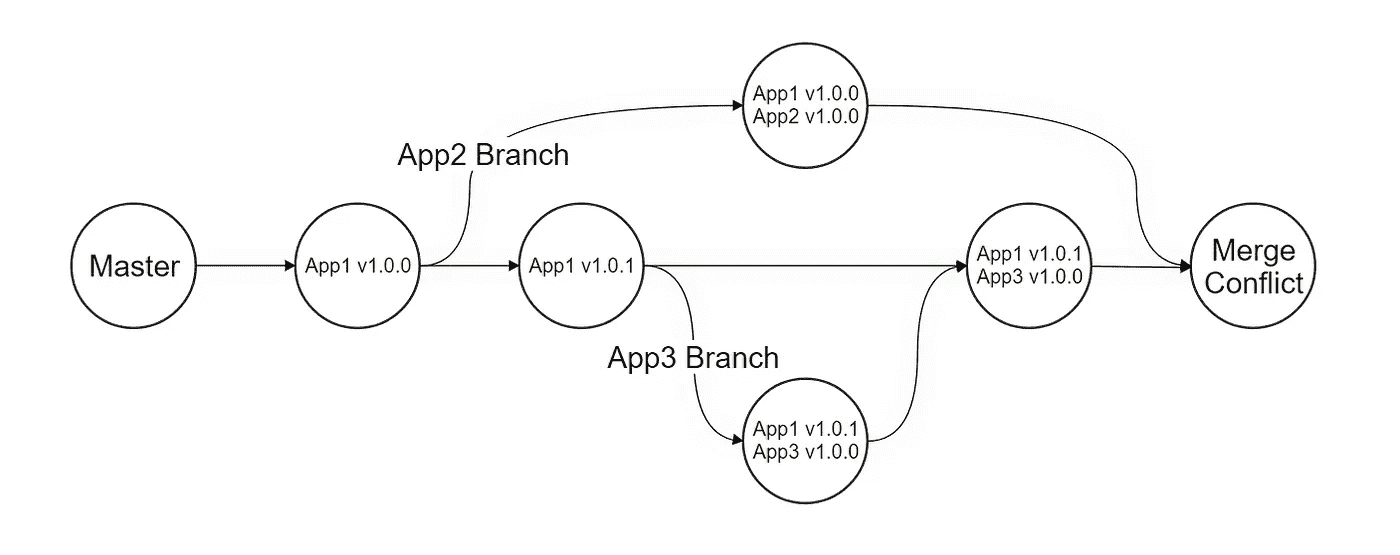 App1 v1.0.0
App2 v1.0.0
App2 Branch
Master
App1 v1.0.0
App1 v1.0.1
App1 v1.0.1
App3 v1.0.0
Merge
Conflict
App3 Branch
App1 v1.0.1
App3 v1.0.0